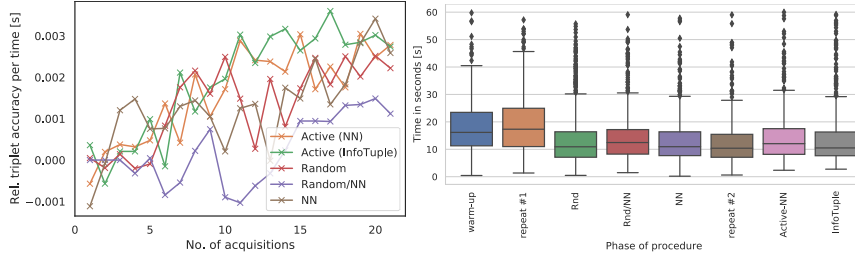 Rel. triplet accuracy per time [s]
0.003
0.002
0.001
0.000
−0.001
0
5
10
15
20
No. of acquisitions
Active (NN)
Active (InfoTuple)
Random
Random/NN
NN
Time in seconds [s]
60
50
40
30
20
10
0
warm-up
repeat #1
Rnd
Rnd/NN
NN
repeat #2
Active-NN
InfoTuple
Phase of procedure